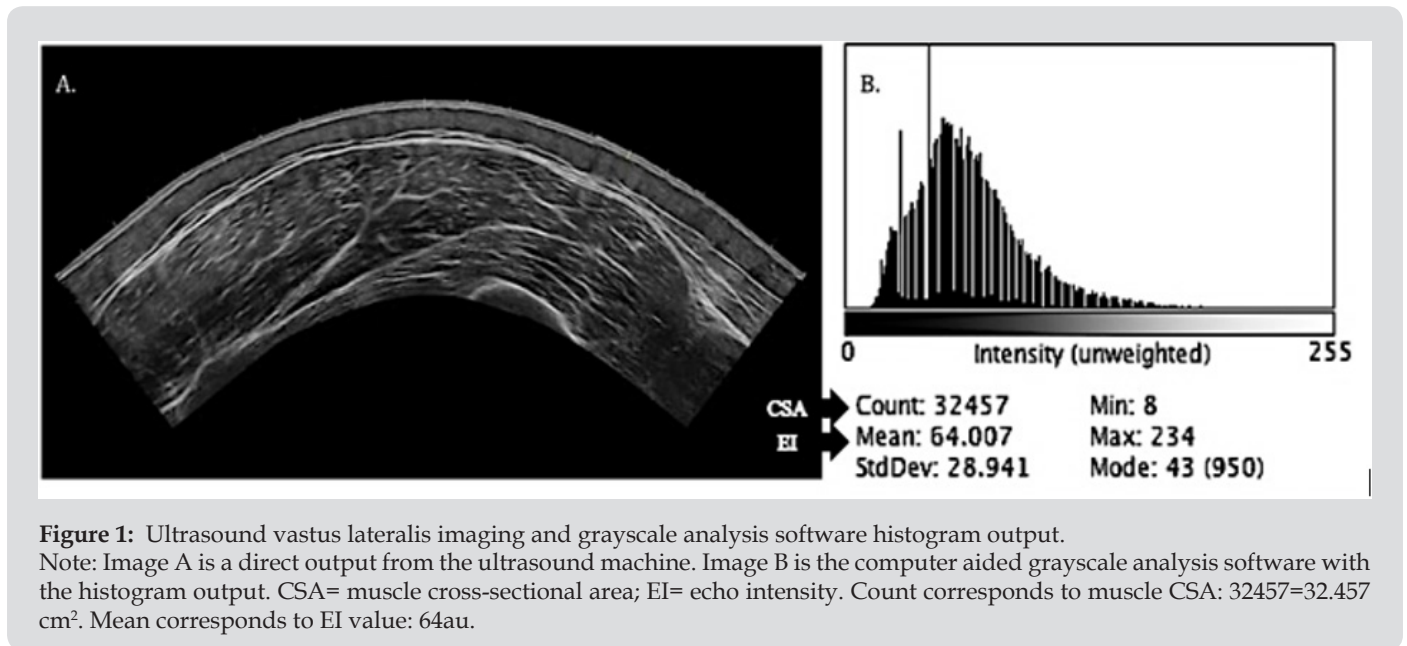 A.
B.
0 Intensity (unweighted) 255
CSA Count: 32457 Min: 8
EI Mean: 64.007 Max: 234
StdDev: 28.941 Mode: 43 (950)
Figure 1: Ultrasound vastus lateralis imaging and grayscale analysis software histogram output.
Note: Image A is a direct output from the ultrasound machine. Image B is the computer aided grayscale analysis software with
the histogram output. CSA= muscle cross-sectional area; EI= echo intensity. Count corresponds to muscle CSA: 32457=32.457
cm². Mean corresponds to EI value: 64au.